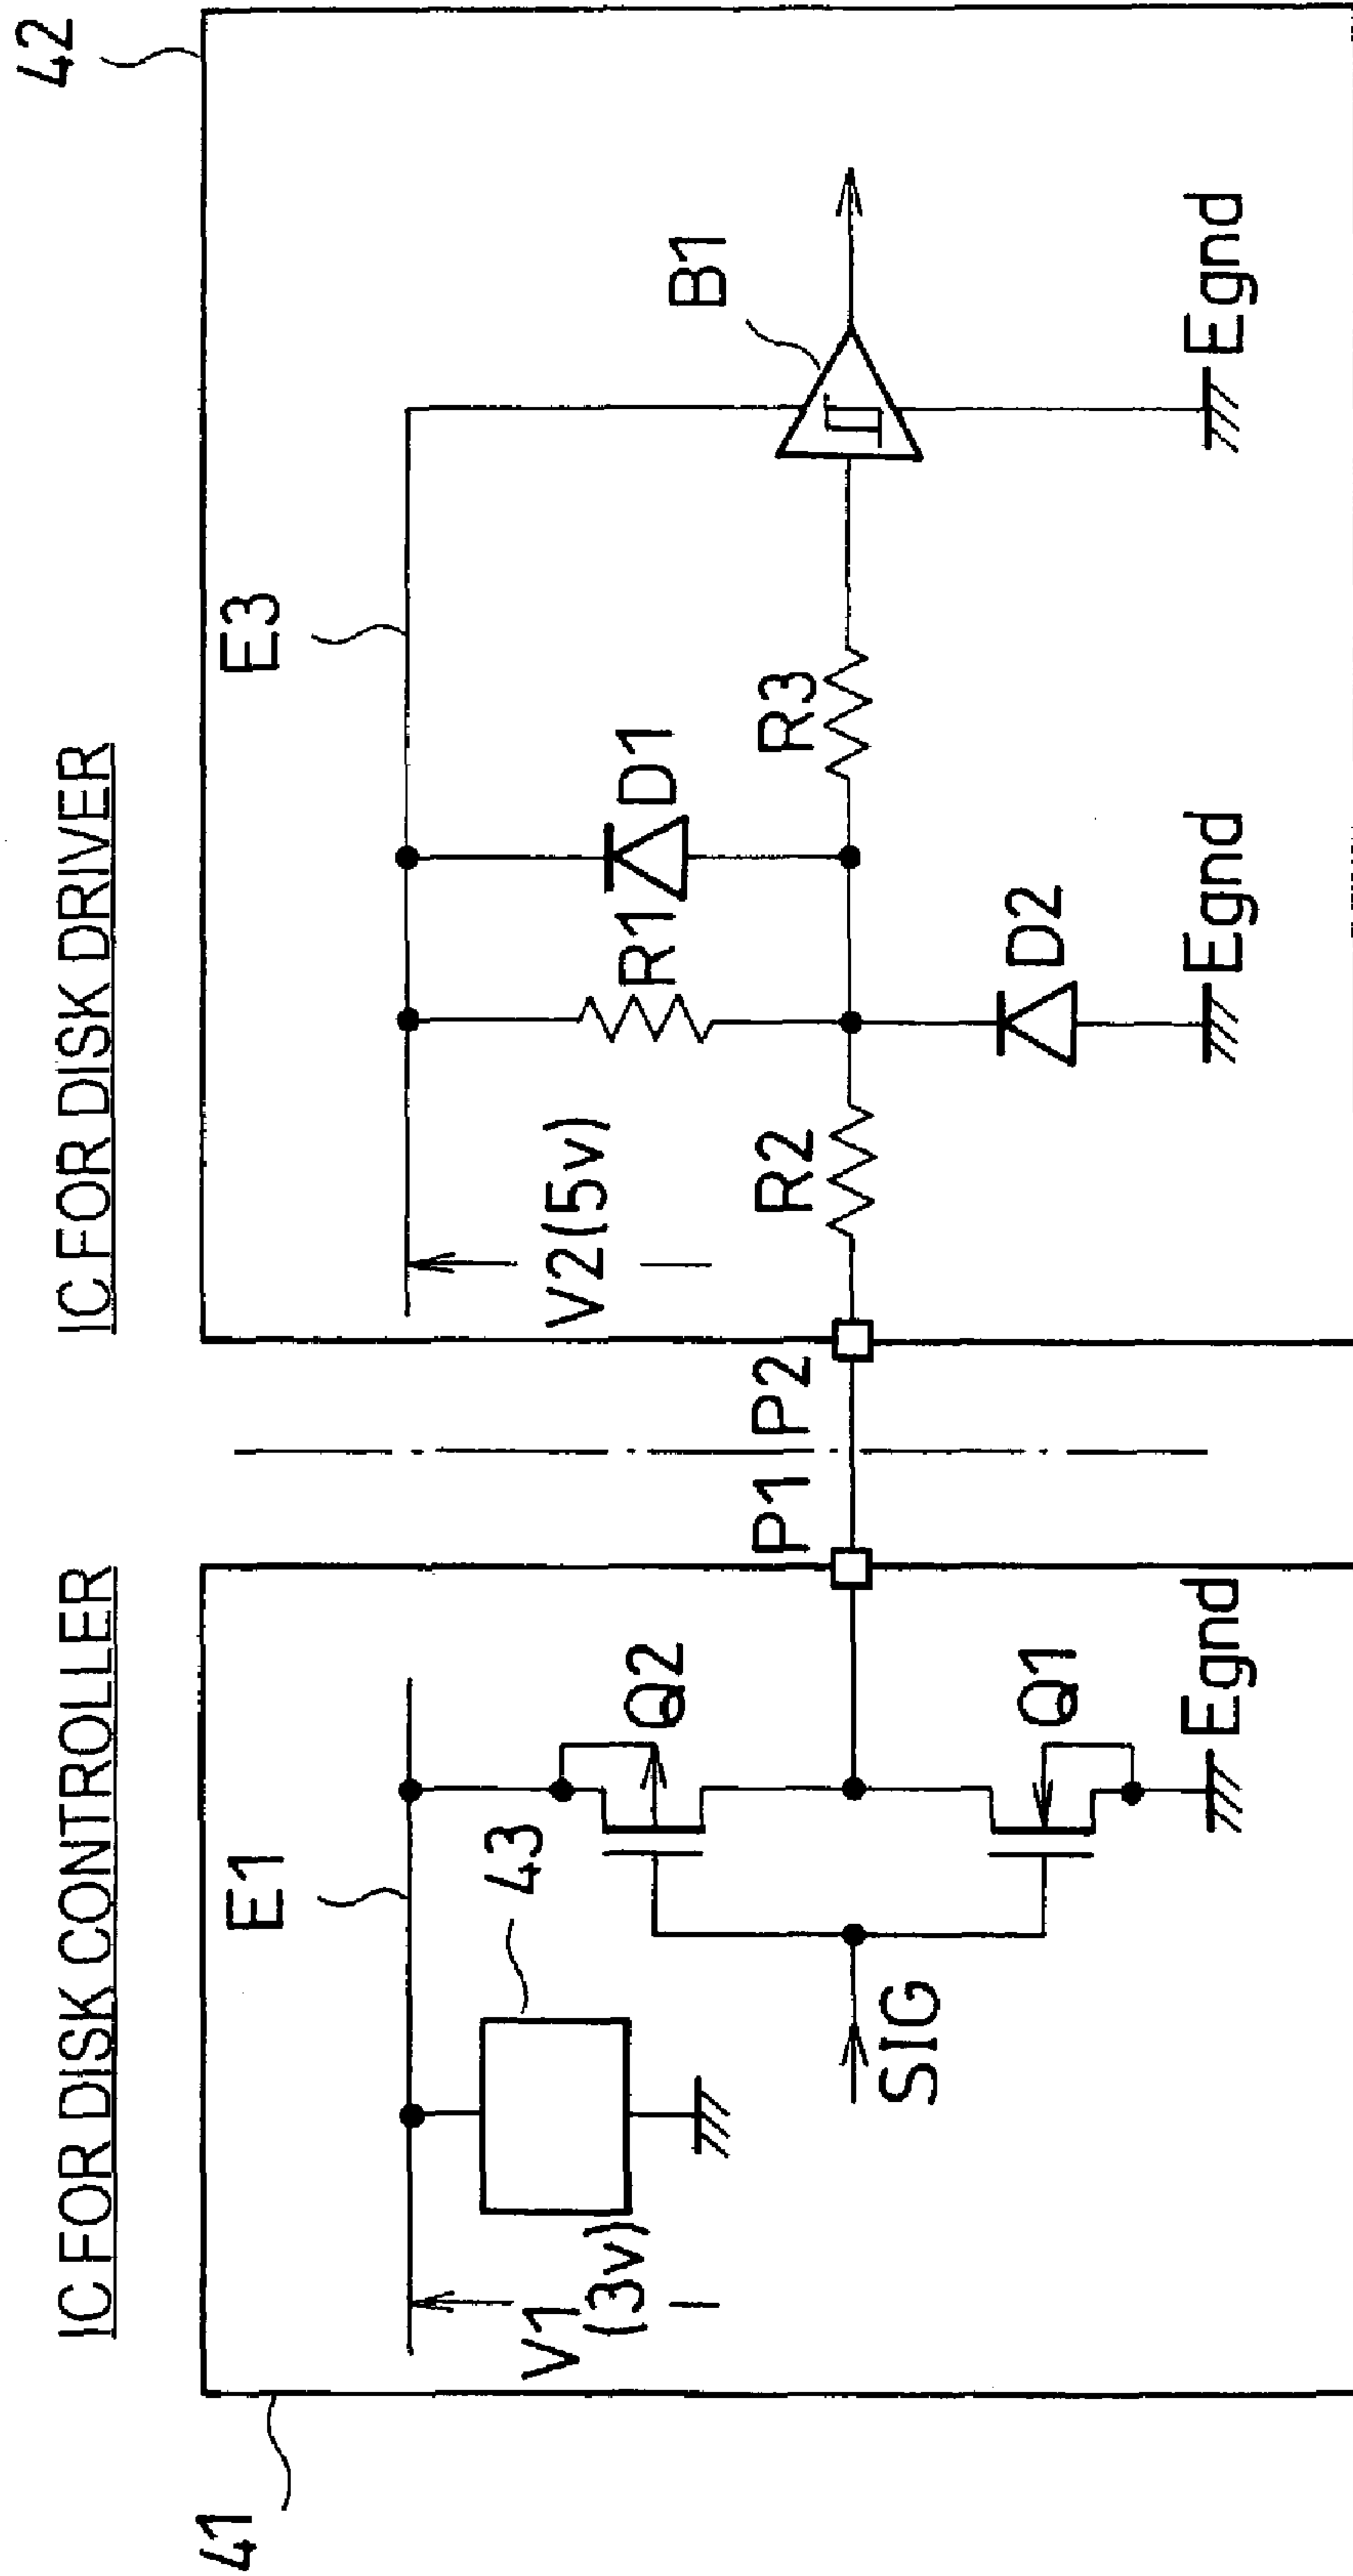 IC FOR DISK CONTROLLER
IC FOR DISK DRIVER
41
42
E1
E3
V1
(3v)
43
Q2
SIG
Q1
Egnd
P1
P2
V2(5v)
R2
R1
D1
D2
Egnd
R3
B1
Egnd